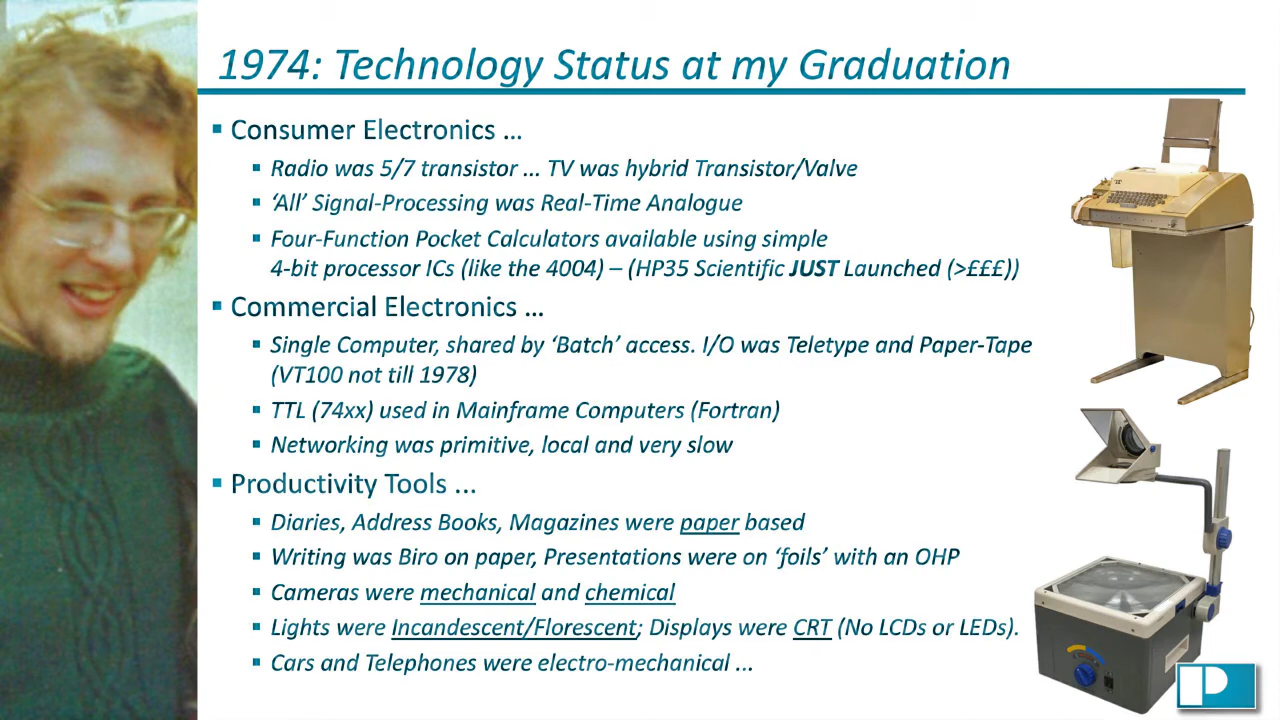 1974: Technology Status at my Graduation
▪ Consumer Electronics ...
▪ Radio was 5/7 transistor ... TV was hybrid Transistor/Valve
▪ ‘All’ Signal-Processing was Real-Time Analogue
▪ Four-Function Pocket Calculators available using simple
4-bit processor ICs (like the 4004) – (HP35 Scientific JUST Launched (>£££))
▪ Commercial Electronics ...
▪ Single Computer, shared by ‘Batch’ access. I/O was Teletype and Paper-Tape
(VT100 not till 1978)
▪ TTL (74xx) used in Mainframe Computers (Fortran)
▪ Networking was primitive, local and very slow
▪ Productivity Tools ...
▪ Diaries, Address Books, Magazines were paper based
▪ Writing was Biro on paper, Presentations were on ‘foils’ with an OHP
▪ Cameras were mechanical and chemical
▪ Lights were Incandescent/Florescent; Displays were CRT (No LCDs or LEDs).
▪ Cars and Telephones were electro-mechanical ...
P